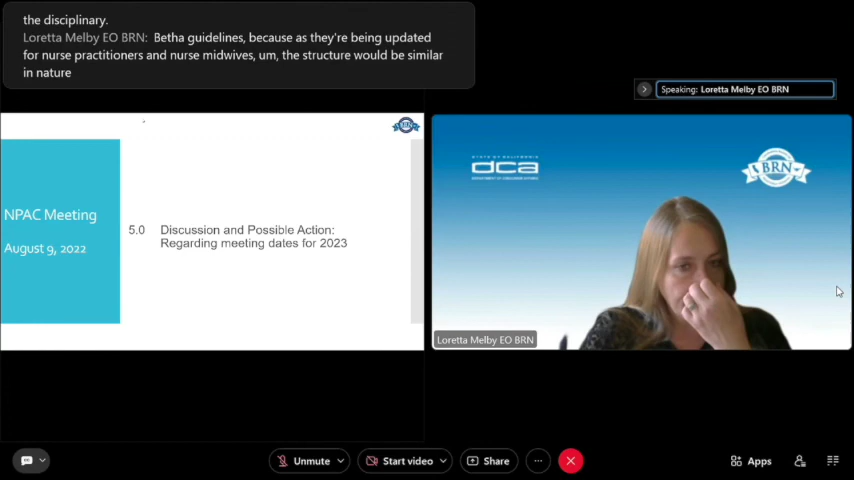 the disciplinary.
Loretta Melby EO BRN: Betha guidelines, because as they're being updated
for nurse practitioners and nurse midwives, um, the structure would be similar
in nature
Speaking: Loretta Melby EO BRN
BRN
NPAC Meeting
August 9, 2022
5.0 Discussion and Possible Action:
Regarding meeting dates for 2023
STATE OF CALIFORNIA
dca
DEPARTMENT OF CONSUMER AFFAIRS
BRN
Loretta Melby EO BRN
Unmute
Start video
Share
Apps